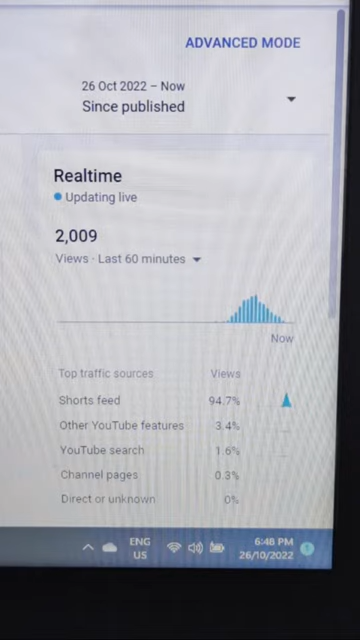 ADVANCED MODE
26 Oct 2022 – Now
Since published
Realtime
Updating live
2,009
Views · Last 60 minutes
Now
Top traffic sources Views
Shorts feed 94.7%
Other YouTube features 3.4%
YouTube search 1.6%
Channel pages 0.3%
Direct or unknown 0%
ENG 6:48 PM
US 26/10/2022